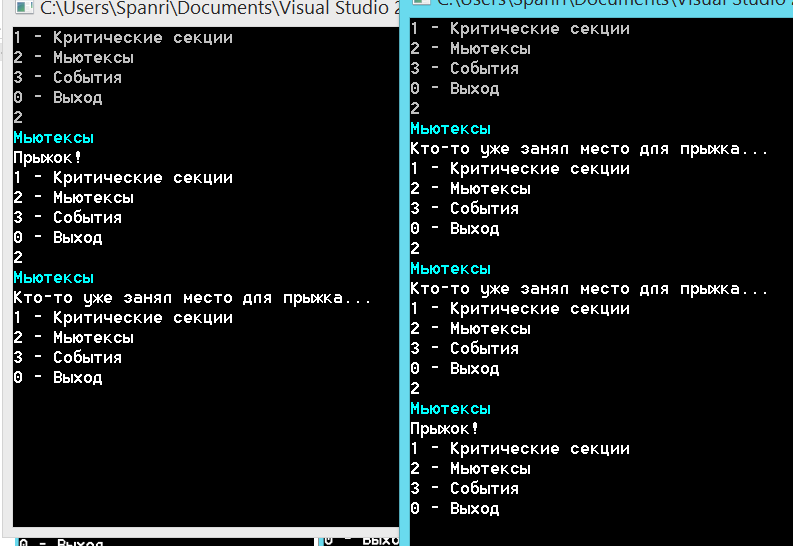 C:\Users\Spanri\Documents\Visual Studio 2
1 - Критические секции
2 - Мьютексы
3 - События
0 - Выход
2
Мьютексы
Прыжок!
1 - Критические секции
2 - Мьютексы
3 - События
0 - Выход
2
Мьютексы
Кто-то уже занял место для прыжка...
1 - Критические секции
2 - Мьютексы
3 - События
0 - Выход
0 - Выход
0 - Выхо
C:\Users\Spanri\Documents\Visual Studio
1 - Критические секции
2 - Мьютексы
3 - События
0 - Выход
2
Мьютексы
Кто-то уже занял место для прыжка...
1 - Критические секции
2 - Мьютексы
3 - События
0 - Выход
2
Мьютексы
Кто-то уже занял место для прыжка...
1 - Критические секции
2 - Мьютексы
3 - События
0 - Выход
2
Мьютексы
Прыжок!
1 - Критические секции
2 - Мьютексы
3 - События
0 - Выход